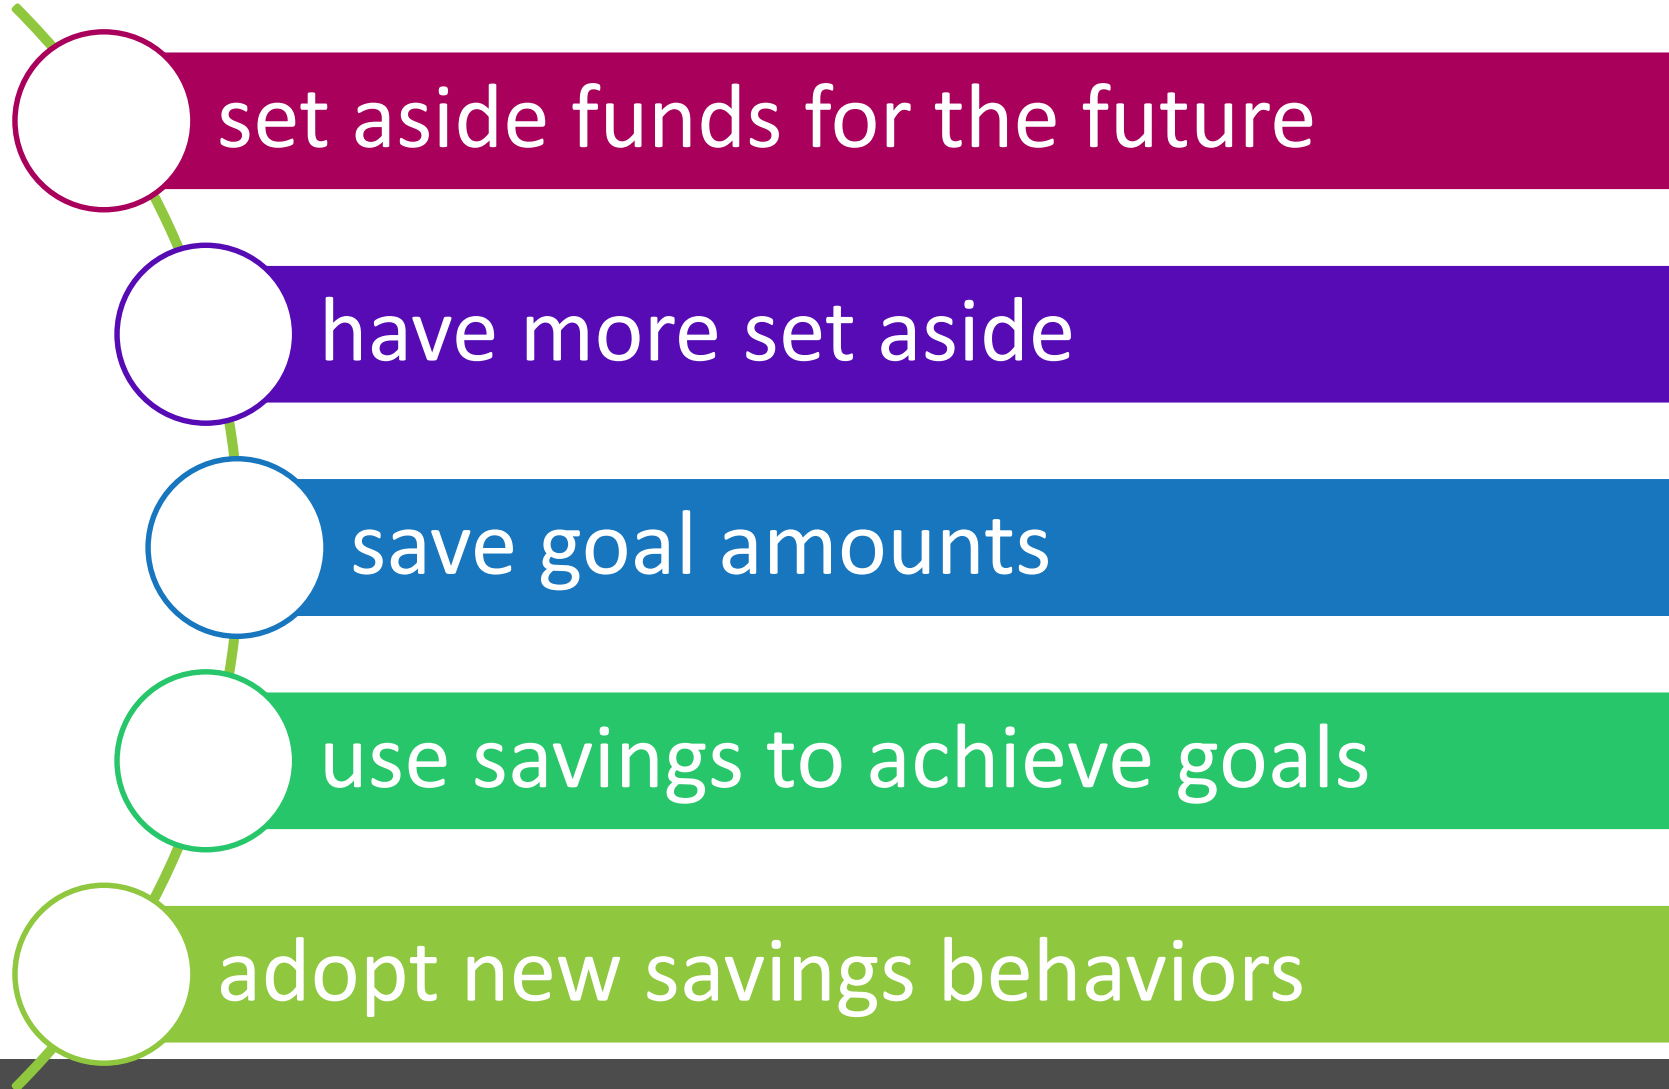 set aside funds for the future
have more set aside
save goal amounts
use savings to achieve goals
adopt new savings behaviors